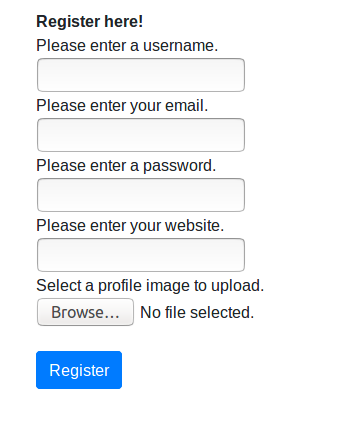 Register here!
Please enter a username.
Please enter your email.
Please enter a password.
Please enter your website.
Select a profile image to upload.
Browse... No file selected.
Register